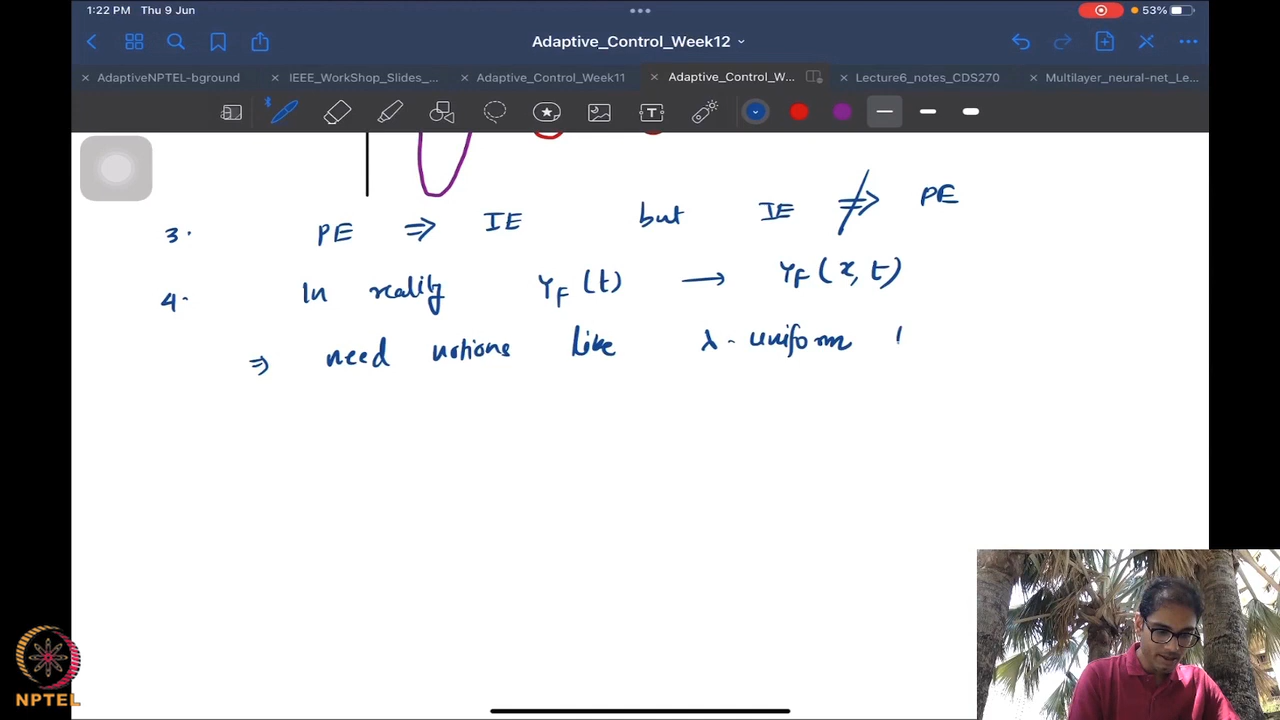 1:22 PM Thu 9 Jun
53%
Adaptive_Control_Week12
AdaptiveNPTEL-bground
IEEE_WorkShop_Slides_...
Adaptive_Control_Week11
Adaptive_Control_W...
Lecture6_notes_CDS270
Multilayer_neural-net_Le...
3. PE ⇒ IE but IE ⇏ PE
4. In reality Y_F (t) → Y_F (x, t)
⇒ need notions like λ- uniform
NPTEL